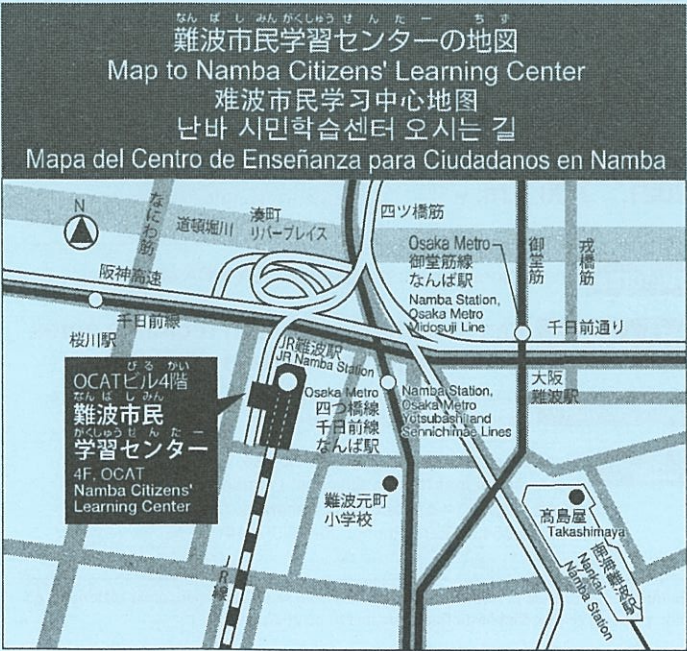 なんばしみんがくしゅうせんたー ちず
難波市民学習センターの地図
Map to Namba Citizens' Learning Center
难波市民学习中心地图
난바 시민학습센터 오시는 길
Mapa del Centro de Enseñanza para Ciudadanos en Namba
N
なにわ筋
道頓堀川
湊町
リバープレイス
四ツ橋筋
Osaka Metro
御堂筋線
なんば駅
Namba Station,
Osaka Metro
Midosuji Line
御堂筋
戎橋筋
阪神高速
千日前線
桜川駅
千日前通り
JR難波駅
JR Namba Station
大阪
難波駅
Osaka Metro
四つ橋線
千日前線
なんば駅
Namba Station,
Osaka Metro
Yotsubashi and
Sennichimae Lines
びる かい
OCATビル4階
なんばしみん
難波市民
がくしゅうせんたー
学習センター
4F, OCAT
Namba Citizens'
Learning Center
難波元町
小学校
髙島屋
Takashimaya
南海難波駅
Nankai
Namba Station
JR線